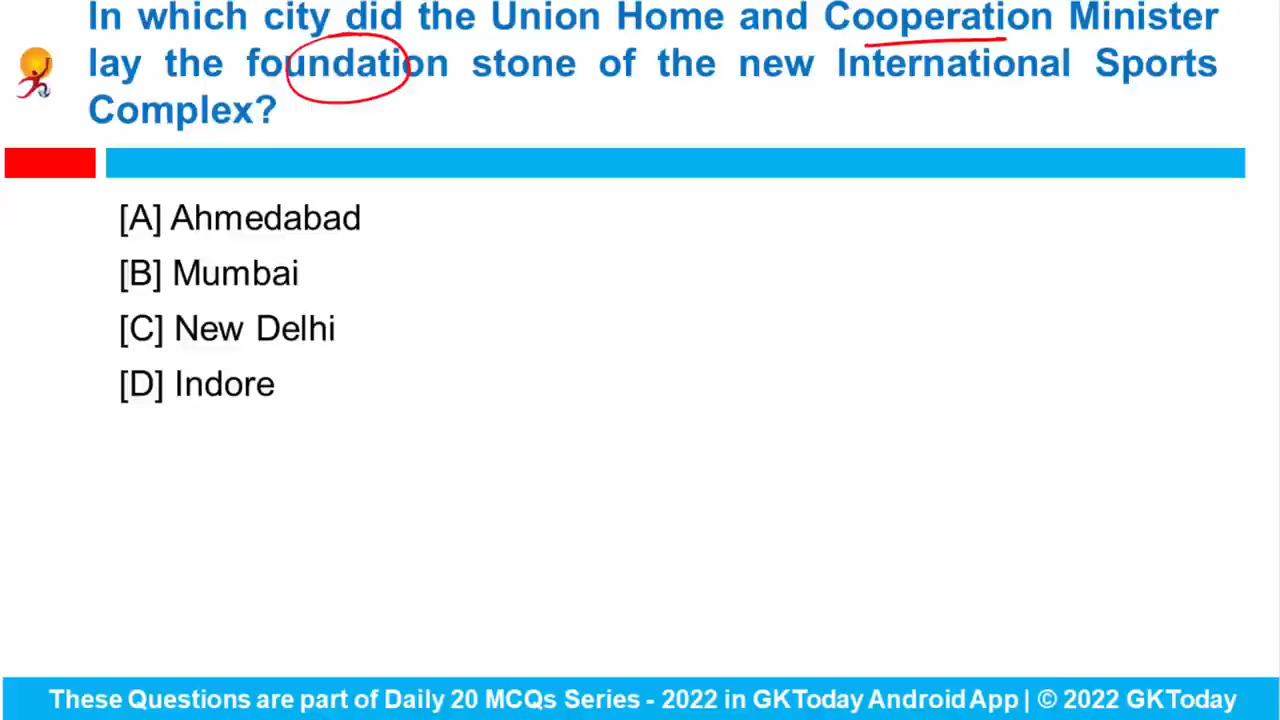 In which city did the Union Home and Cooperation Minister
lay the foundation stone of the new International Sports
Complex?
[A] Ahmedabad
[B] Mumbai
[C] New Delhi
[D] Indore
These Questions are part of Daily 20 MCQs Series - 2022 in GKToday Android App | © 2022 GKToday